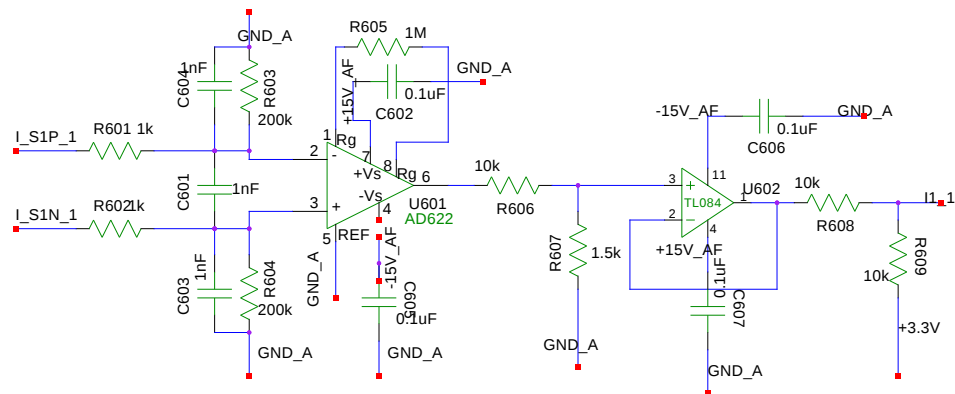 GND_A
1nF
C604
R603
200k
I_S1P_1
R601 1k
C601
1nF
I_S1N_1
R602
1k
1nF
C603
R604
200k
GND_A
R605
1M
+15V_AF
C602
0.1uF
GND_A
1
Rg
2
-
7
+Vs
8
Rg
6
-Vs
4
3
+
5
REF
U601
AD622
GND_A
-15V_AF
C605
0.1uF
GND_A
10k
R606
R607
1.5k
GND_A
-15V_AF
C606
0.1uF
GND_A
3
+
11
TL084
2
-
4
1
U602
+15V_AF
0.1uF
C607
GND_A
10k
R608
I1_1
R609
10k
+3.3V